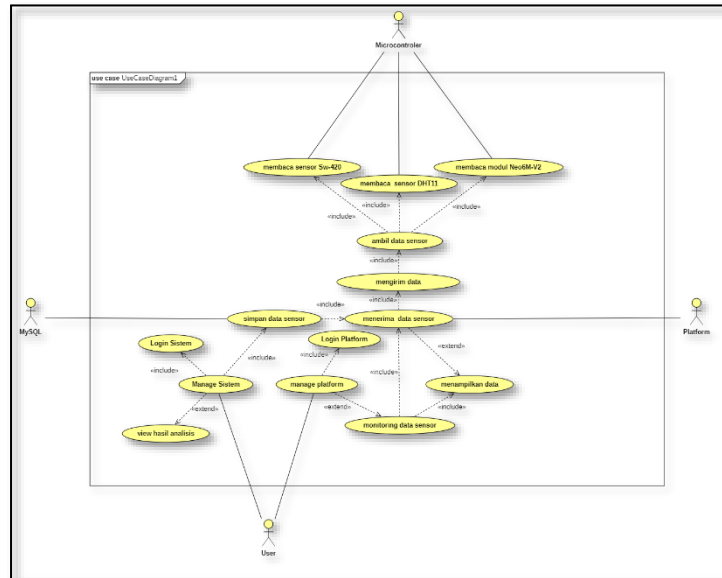 Microcontroler
use case UseCaseDiagram1
membaca sensor Sw-420
membaca sensor DHT11
membaca modul Neo6M-V2
«include»
«include»
«include»
ambil data sensor
«include»
mengirim data
«include»
MySQL
simpan data sensor
«include»
menerima data sensor
Platform
Login Sistem
Login Platform
«include»
«include»
«include»
«include»
«extend»
Manage Sistem
manage platform
menampilkan data
«extend»
«extend»
«include»
view hasil analisis
monitoring data sensor
User